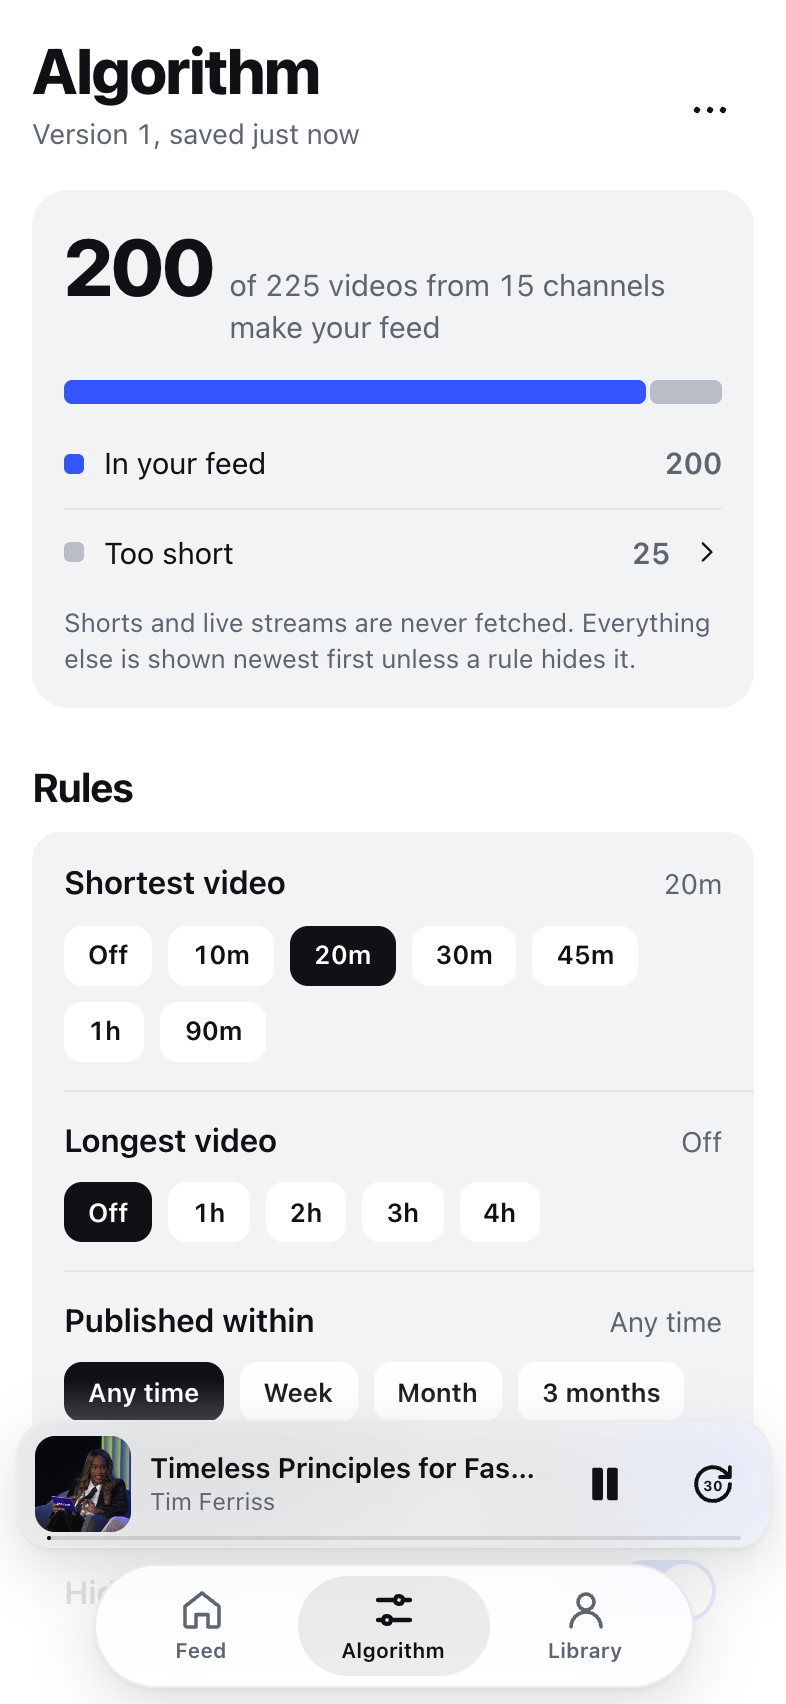 Algorithm
Version 1, saved just now
200 of 225 videos from 15 channels
make your feed
In your feed 200
Too short 25
Shorts and live streams are never fetched. Everything
else is shown newest first unless a rule hides it.
Rules
Shortest video 20m
Off 10m 20m 30m 45m
1h 90m
Longest video Off
Off 1h 2h 3h 4h
Published within Any time
Any time Week Month 3 months
Timeless Principles for Fas...
Tim Ferriss
30
Feed Algorithm Library